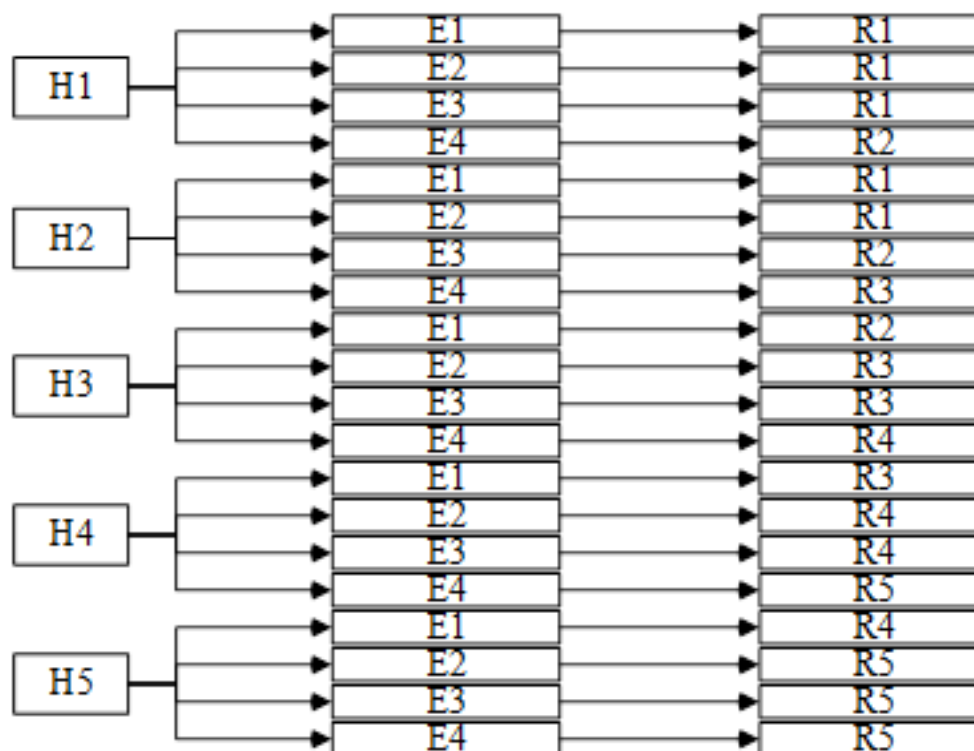 E1 R1
H1 E2 R1
E3 R1
E4 R2
E1 R1
H2 E2 R1
E3 R2
E4 R3
E1 R2
H3 E2 R3
E3 R3
E4 R4
E1 R3
H4 E2 R4
E3 R4
E4 R5
E1 R4
H5 E2 R5
E3 R5
E4 R5